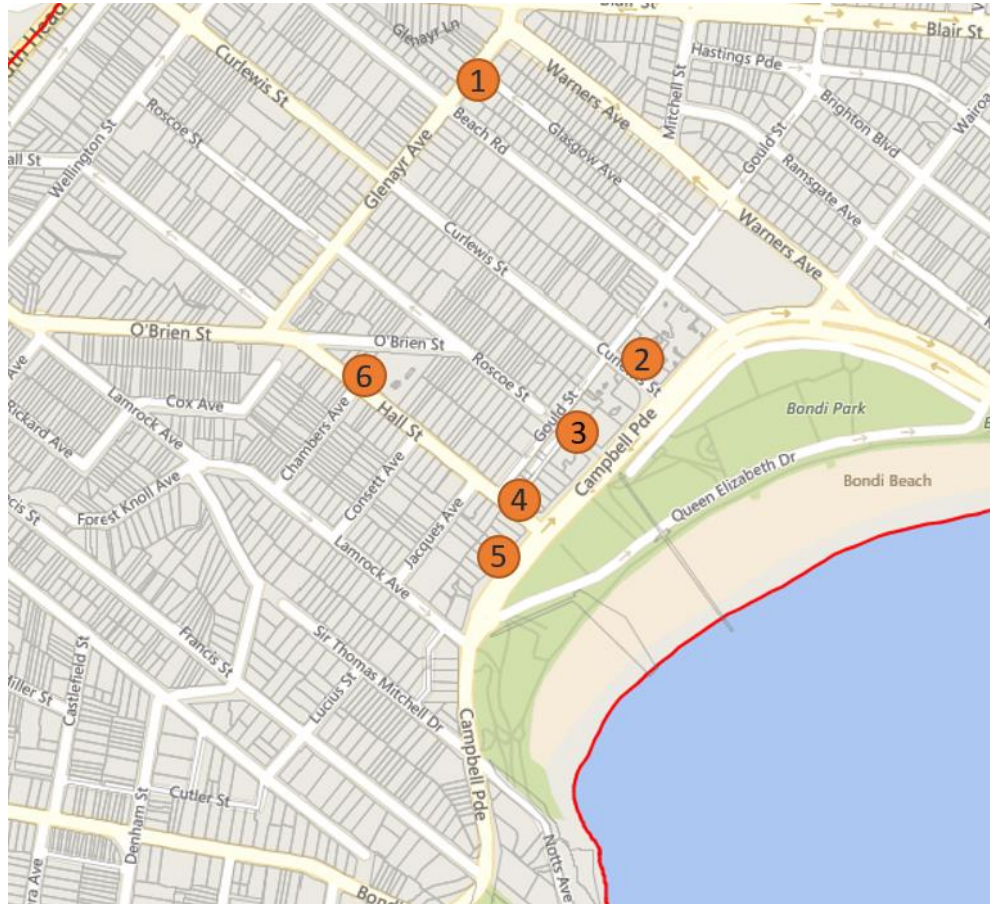 Blair St
Blair St
Glenayr Ln
Hastings Pde
Curlewis St
1
Warners Ave
Mitchell St
Brighton Blvd
Wairoa
Roscoe St
Beach Rd
Glasgow Ave
Gould St
Ramsgate Ave
Wellington St
Glenayr Ave
Curlewis St
Warners Ave
O'Brien St
O'Brien St
2
6
Roscoe St
Gould St
3
Campbell Pde
Bondi Park
Cox Ave
Lamrock Ave
Rickard Ave
Hall St
Chambers Ave
Consett Ave
Queen Elizabeth Dr
Bondi Beach
4
Forest Knoll Ave
Jacques Ave
5
Lamrock Ave
Francis St
Sir Thomas Mitchell Dr
Lucius St
Castlefield St
Campbell Pde
Cutler St
Denham St
Notts Ave